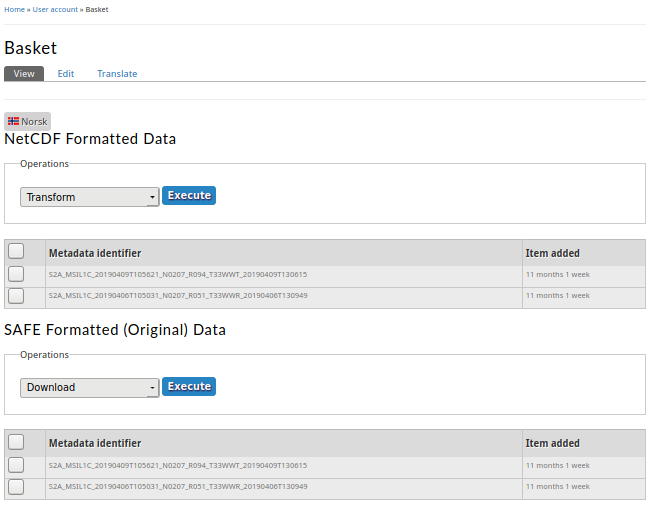 Home » User account » Basket
Basket
View Edit Translate
Norsk
NetCDF Formatted Data
Operations
Transform Execute
Metadata identifier Item added
S2A_MSIL1C_20190409T105621_N0207_R094_T33WWT_20190409T130615 11 months 1 week
S2A_MSIL1C_20190406T105031_N0207_R051_T33WWR_20190406T130949 11 months 1 week
SAFE Formatted (Original) Data
Operations
Download Execute
Metadata identifier Item added
S2A_MSIL1C_20190409T105621_N0207_R094_T33WWT_20190409T130615 11 months 1 week
S2A_MSIL1C_20190406T105031_N0207_R051_T33WWR_20190406T130949 11 months 1 week